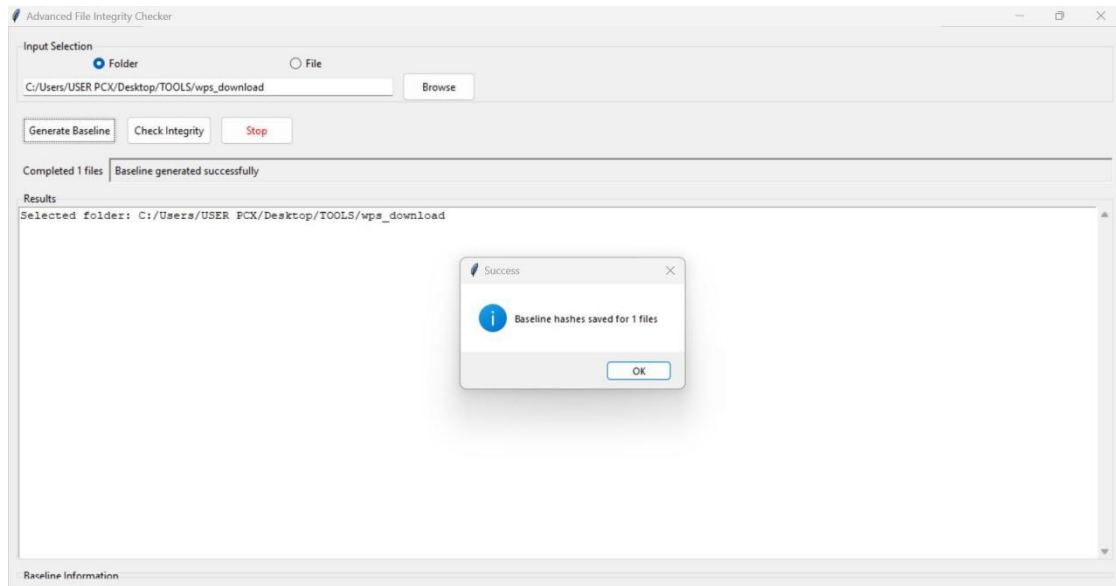 Advanced File Integrity Checker
Input Selection
Folder File
C:/Users/USER PCX/Desktop/TOOLS/wps_download Browse
Generate Baseline Check Integrity Stop
Completed 1 files Baseline generated successfully
Results
Selected folder: C:/Users/USER PCX/Desktop/TOOLS/wps_download
Success
Baseline hashes saved for 1 files
OK
Baseline Information